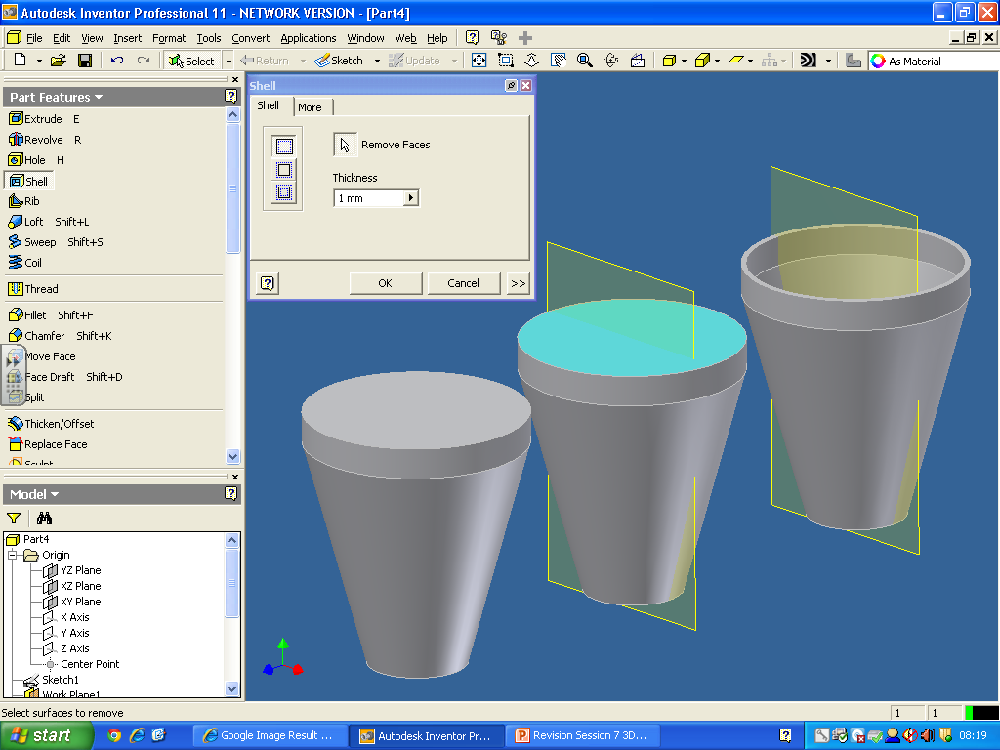 Autodesk Inventor Professional 11 - NETWORK VERSION - [Part4]
File Edit View Insert Format Tools Convert Applications Window Web Help
Select Return Sketch Update As Material
Part Features
Extrude E
Revolve R
Hole H
Shell
Rib
Loft Shift+L
Sweep Shift+S
Coil
Thread
Fillet Shift+F
Chamfer Shift+K
Move Face
Face Draft Shift+D
Split
Thicken/Offset
Replace Face
Sculpt
Shell
Shell More
Remove Faces
Thickness
1 mm
OK Cancel >>
Model
Part4
Origin
YZ Plane
XZ Plane
XY Plane
X Axis
Y Axis
Z Axis
Center Point
Sketch1
Work Plane1
Select surfaces to remove 1 1
start Google Image Result ... Autodesk Inventor Pr... Revision Session 7 3D... 08:19